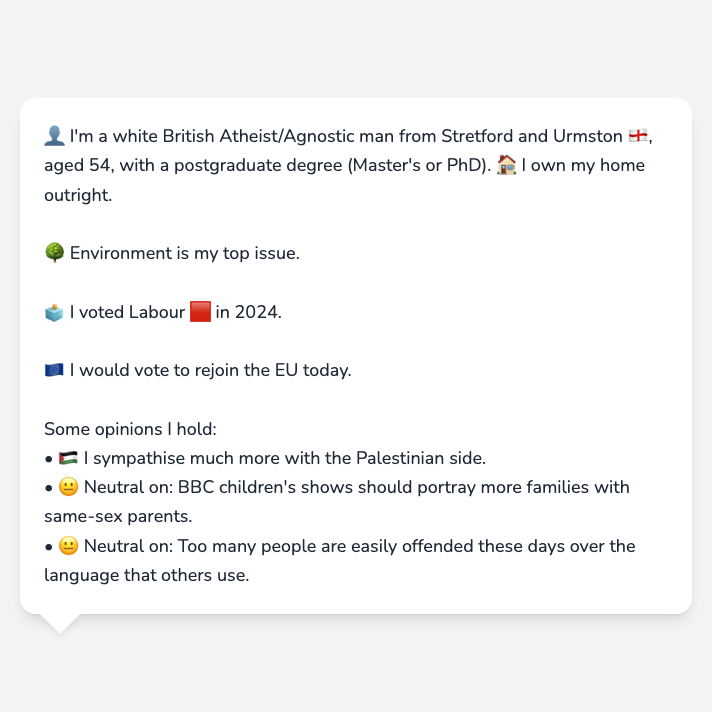 👤 I'm a white British Atheist/Agnostic man from Stretford and Urmston 🏴󠁧󠁢󠁥󠁮󠁧󠁿,
aged 54, with a postgraduate degree (Master's or PhD). 🏠 I own my home
outright.
🌳 Environment is my top issue.
🗳️ I voted Labour 🟥 in 2024.
🇪🇺 I would vote to rejoin the EU today.
Some opinions I hold:
• 🇵🇸 I sympathise much more with the Palestinian side.
• 😐 Neutral on: BBC children's shows should portray more families with
same-sex parents.
• 😐 Neutral on: Too many people are easily offended these days over the
language that others use.